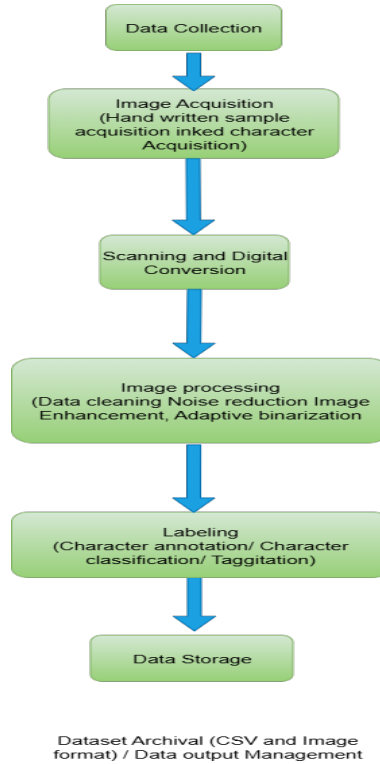 Data Collection
Image Acquisition
(Hand written sample
acquisition inked character
Acquisition)
Scanning and Digital
Conversion
Image processing
(Data cleaning Noise reduction Image
Enhancement, Adaptive binarization
Labeling
(Character annotation/ Character
classification/ Taggitation)
Data Storage
Dataset Archival (CSV and Image
format) / Data output Management